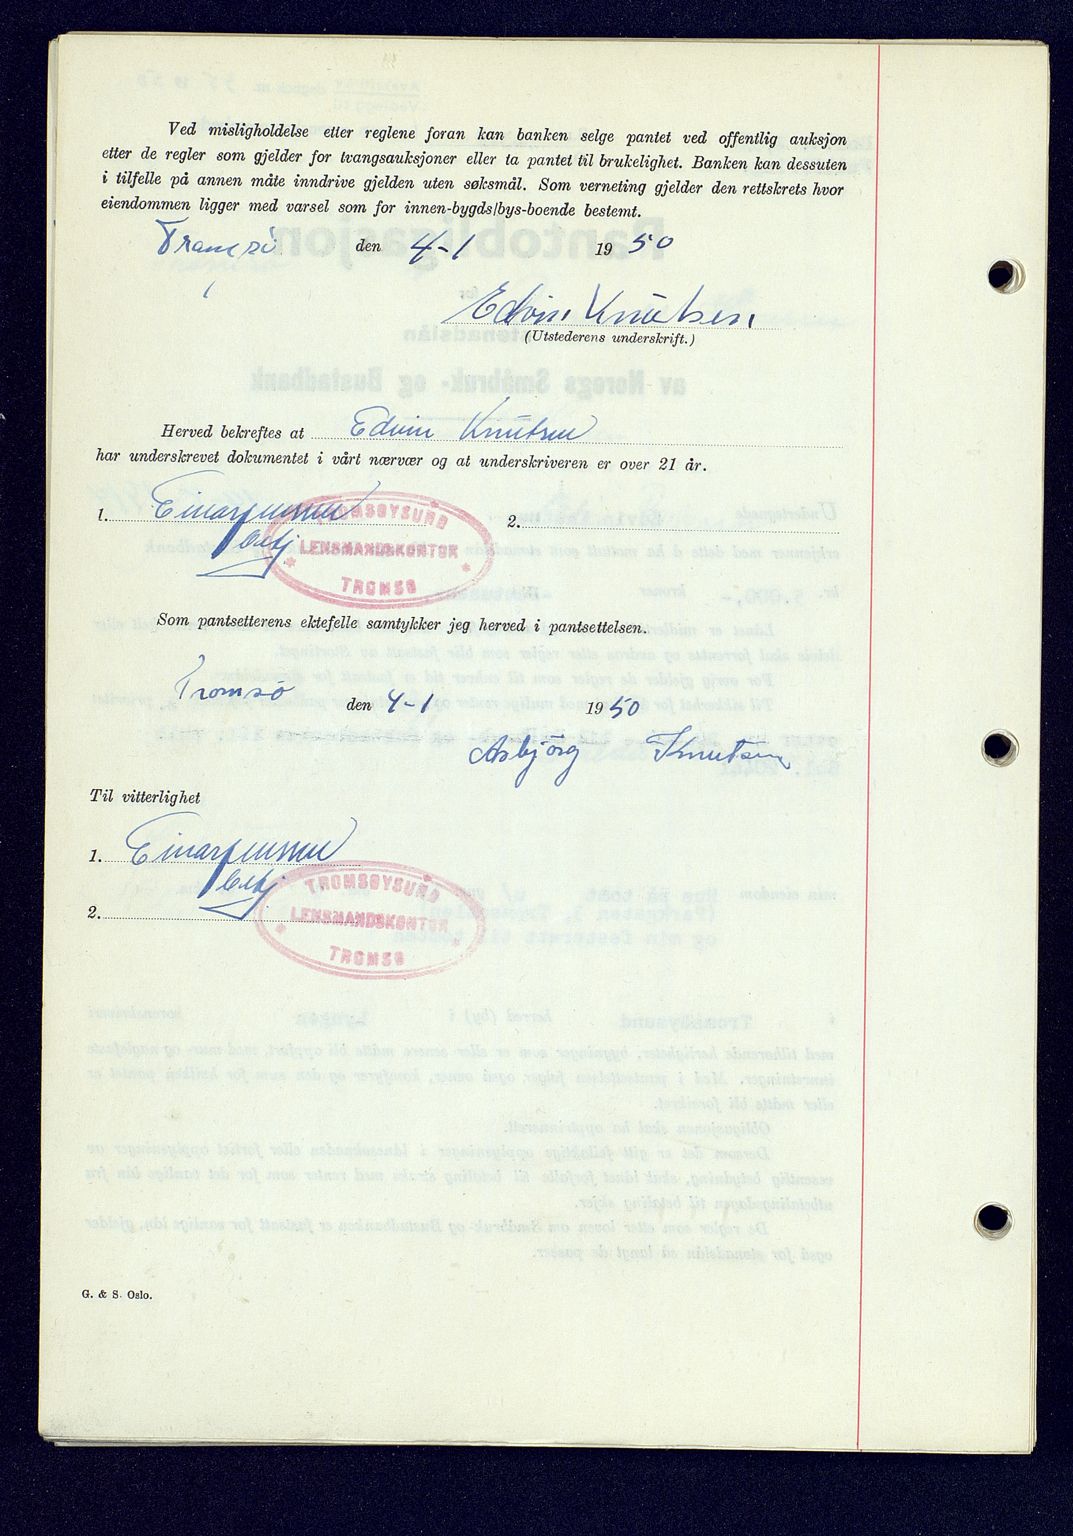 Ved misligholdelse etter reglene foran kan banken selge pantet ved offentlig auksjon
etter de regler som gjelder for tvangsauksjoner eller ta pantet til brukelighet. Banken kan dessuten
i tilfelle på annen måte inndrive gjelden uten søksmål. Som verneting gjelder den rettskrets hvor
eiendommen ligger med varsel som for innen-bygds/bys-boende bestemt.
Tromsö den 4-1 1950
Edvin Knutsen
(Utstederens underskrift.)
Herved bekreftes at Edvin Knutsen
har underskrevet dokumentet i vårt nærvær og at underskriveren er over 21 år.
1. Einar 2.
TROMSØYSUND
LENSMANDSKONTOR
TROMSØ
Som pantsetterens ektefelle samtykker jeg herved i pantsettelsen.
Tromsö den 4-1 1950
Asbjörg Knutsen
Til vitterlighet
1. Einar
2.
TROMSØYSUND
LENSMANDSKONTOR
TROMSØ
G. & S. Oslo.